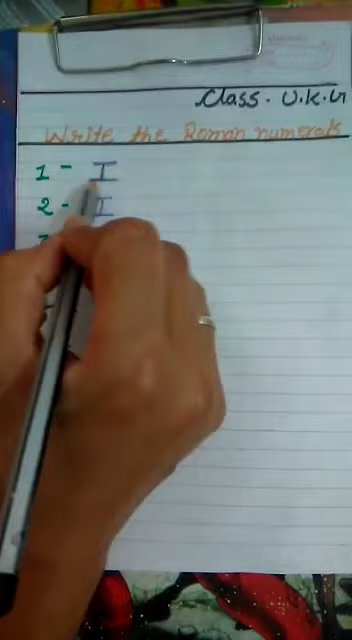 Class. U.K.G
Write the Roman numerals
1 - I
2 - I